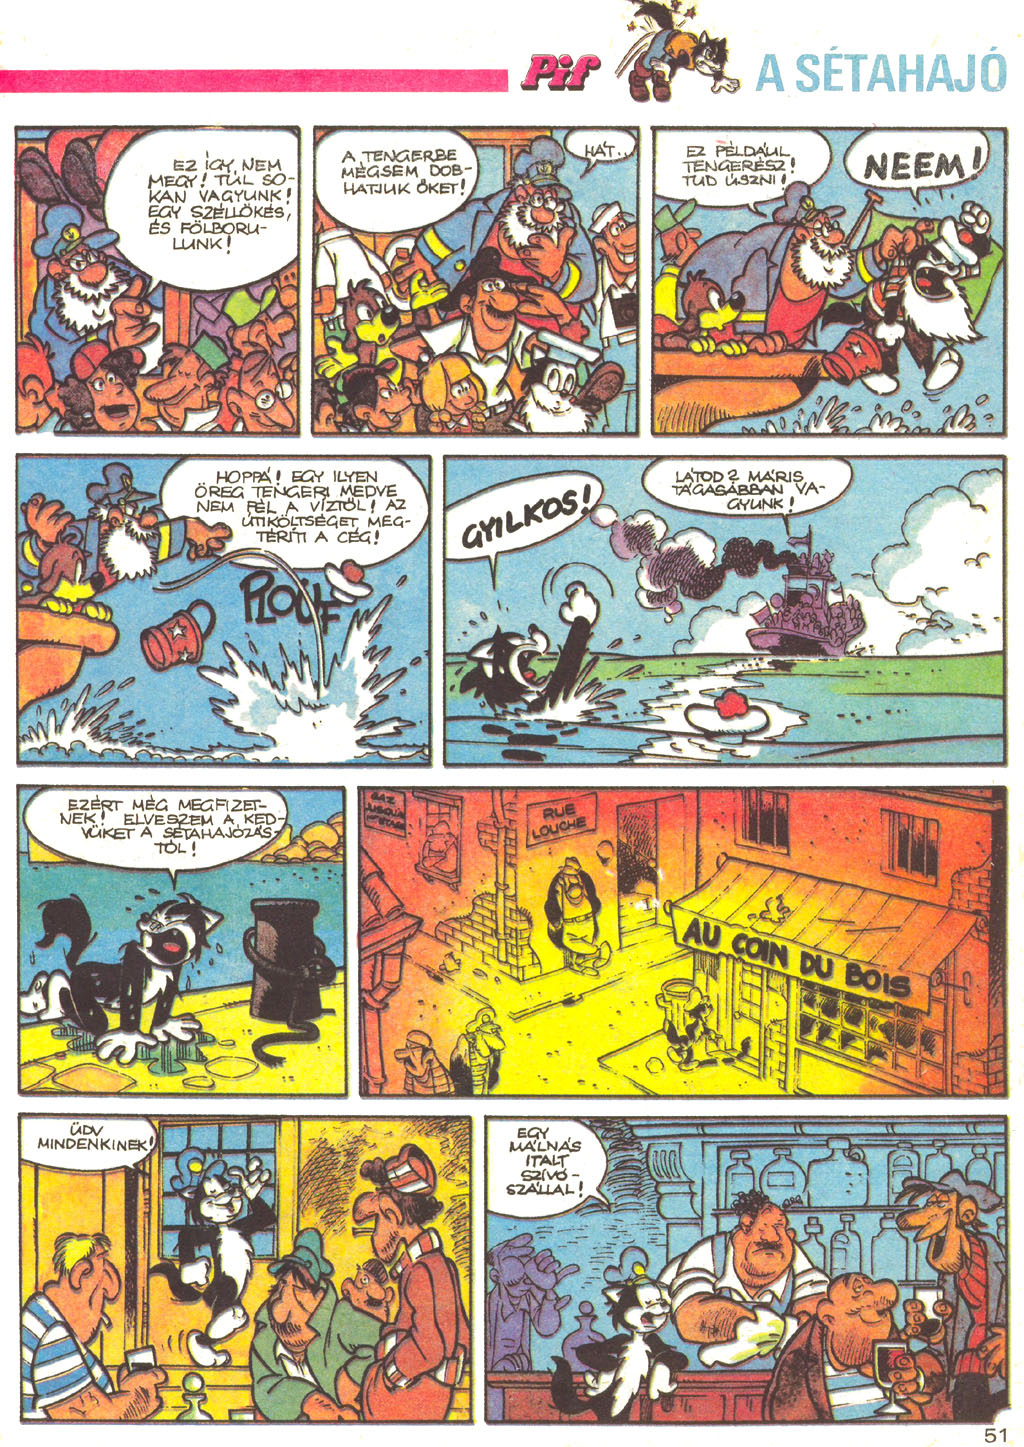 Pif
A SÉTAHAJÓ
EZ ÍGY NEM
MEGY! TÚL SO-
KAN VAGYUNK!
EGY SZÉLLÖKÉS,
ÉS FÖLBORU-
LUNK!
A TENGERBE
MÉGSEM DOB-
HATJUK ŐKET!
HÁT..
EZ PÉLDÁUL
TENGERÉSZ!
TUD ÚSZNI!
NEEM!
HOPPÁ! EGY ILYEN
ÖREG TENGERI MEDVE
NEM FÉL A VÍZTŐL! AZ
ÚTIKÖLTSÉGET MEG-
TÉRÍTI A CÉG!
PLOUF
GYILKOS!
LÁTOD? MÁRIS
TÁGASABBAN VA-
GYUNK!
EZÉRT MÉG MEGFIZET-
NEK! ELVESZEM A KED-
VÜKET A SÉTAHAJÓZÁS-
TÓL!
GAZ
RUE
LOUCHE
AU COIN DU BOIS
ÜDV
MINDENKINEK!
EGY
MÁLNÁS
ITALT
SZÍVÓ-
SZÁLLAL!
51